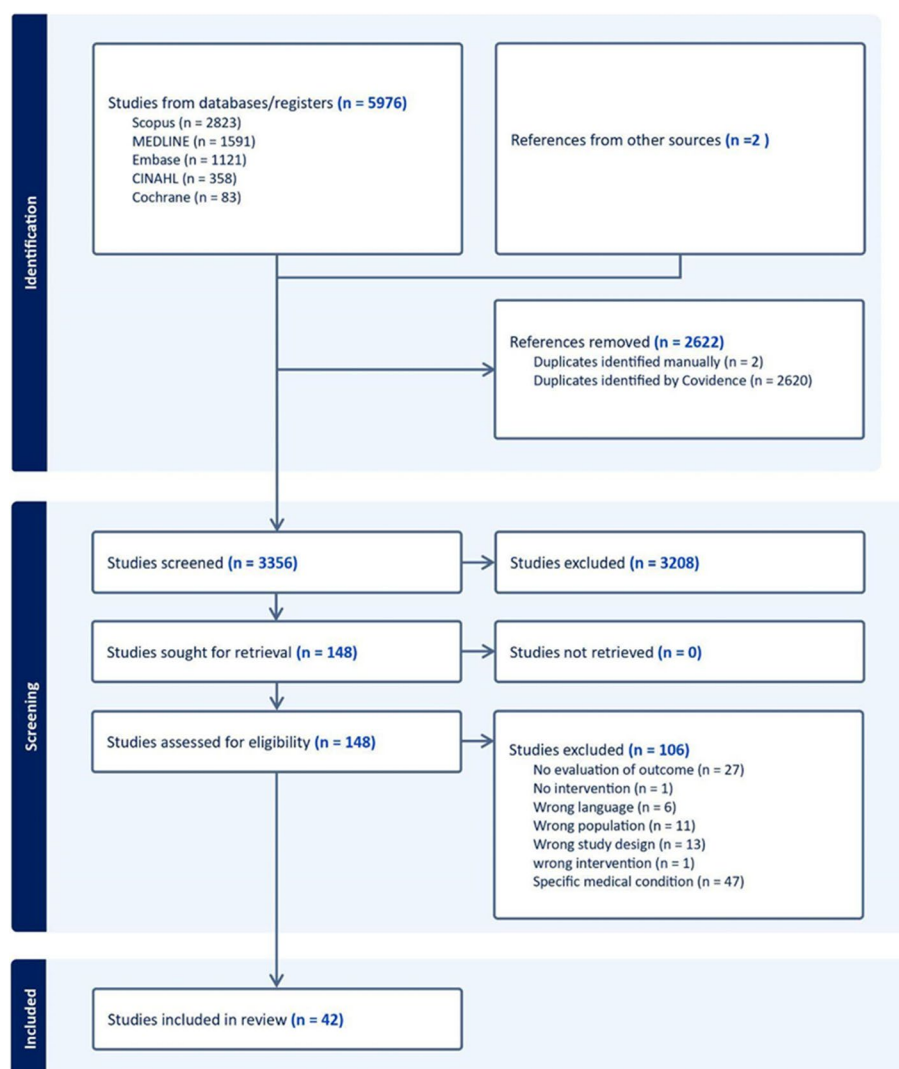 Identification
Studies from databases/registers (n = 5976)
Scopus (n = 2823)
MEDLINE (n = 1591)
Embase (n = 1121)
CINAHL (n = 358)
Cochrane (n = 83)
References from other sources (n =2 )
References removed (n = 2622)
Duplicates identified manually (n = 2)
Duplicates identified by Covidence (n = 2620)
Screening
Studies screened (n = 3356)
Studies excluded (n = 3208)
Studies sought for retrieval (n = 148)
Studies not retrieved (n = 0)
Studies assessed for eligibility (n = 148)
Studies excluded (n = 106)
No evaluation of outcome (n = 27)
No intervention (n = 1)
Wrong language (n = 6)
Wrong population (n = 11)
Wrong study design (n = 13)
wrong intervention (n = 1)
Specific medical condition (n = 47)
Included
Studies included in review (n = 42)